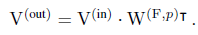 V(out) = V(in) · W(F,p)⊤ .